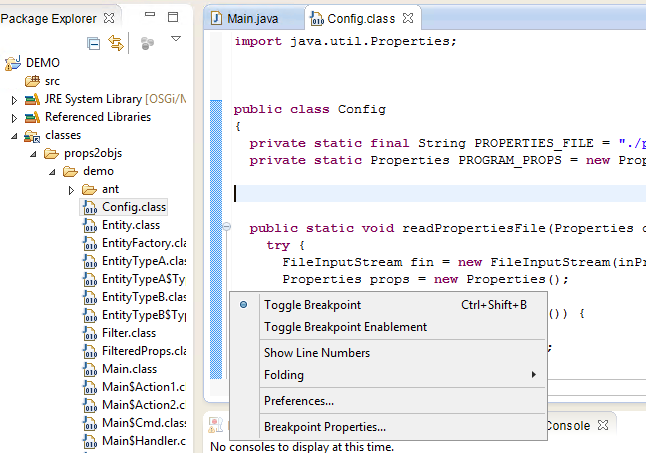 Package Explorer
Main.java
Config.class
DEMO
src
JRE System Library [OSGi/M
Referenced Libraries
classes
props2objs
demo
ant
Config.class
Entity.class
EntityFactory.cla
EntityTypeA.class
EntityTypeA$Ty
EntityTypeB.class
EntityTypeB$Typ
Filter.class
FilteredProps.cla
Main.class
Main$Action1.c
Main$Action2.c
Main$Cmd.class
Main$Handler.c
import java.util.Properties;
public class Config
{
private static final String PROPERTIES_FILE = "./p
private static Properties PROGRAM_PROPS = new Prop
public static void readPropertiesFile(Properties
try {
FileInputStream fin = new FileInputStream(inPr
Properties props = new Properties();
()) {
;
Toggle Breakpoint Ctrl+Shift+B
Toggle Breakpoint Enablement
Show Line Numbers
Folding
Preferences...
Breakpoint Properties...
Console
No consoles to display at this time.